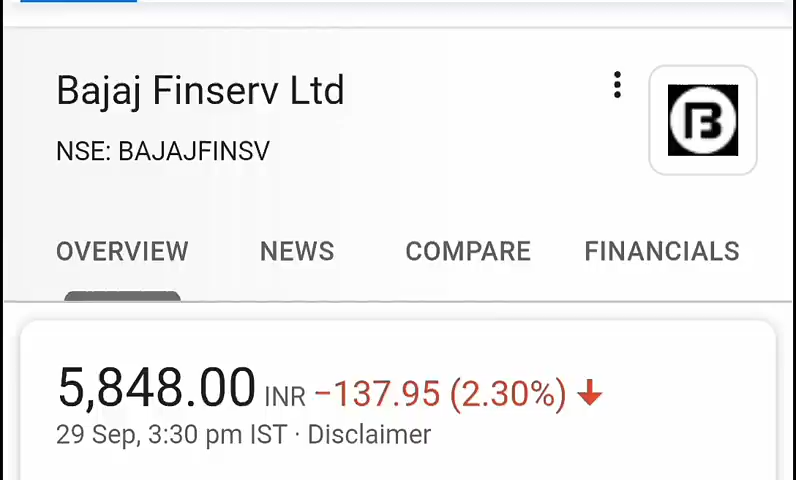 Bajaj Finserv Ltd
NSE: BAJAJFINSV
OVERVIEW NEWS COMPARE FINANCIALS
5,848.00 INR −137.95 (2.30%) ↓
29 Sep, 3:30 pm IST · Disclaimer